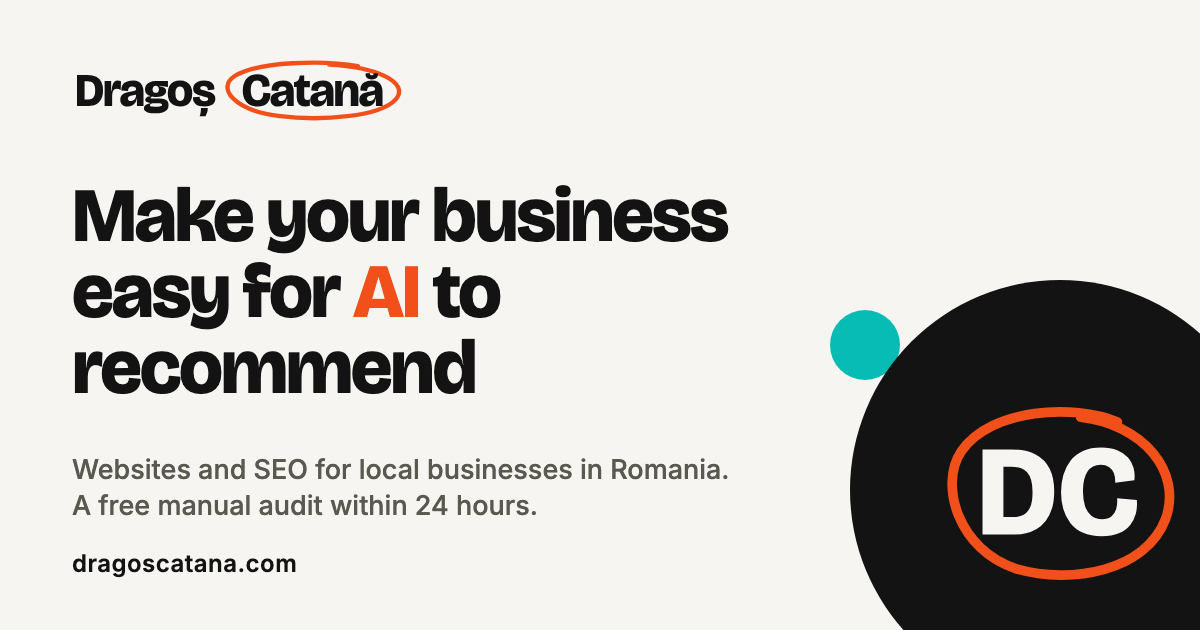 Dragoș Catană
Make your business
easy for AI to
recommend
Websites and SEO for local businesses in Romania.
A free manual audit within 24 hours.
dragoscatana.com
DC